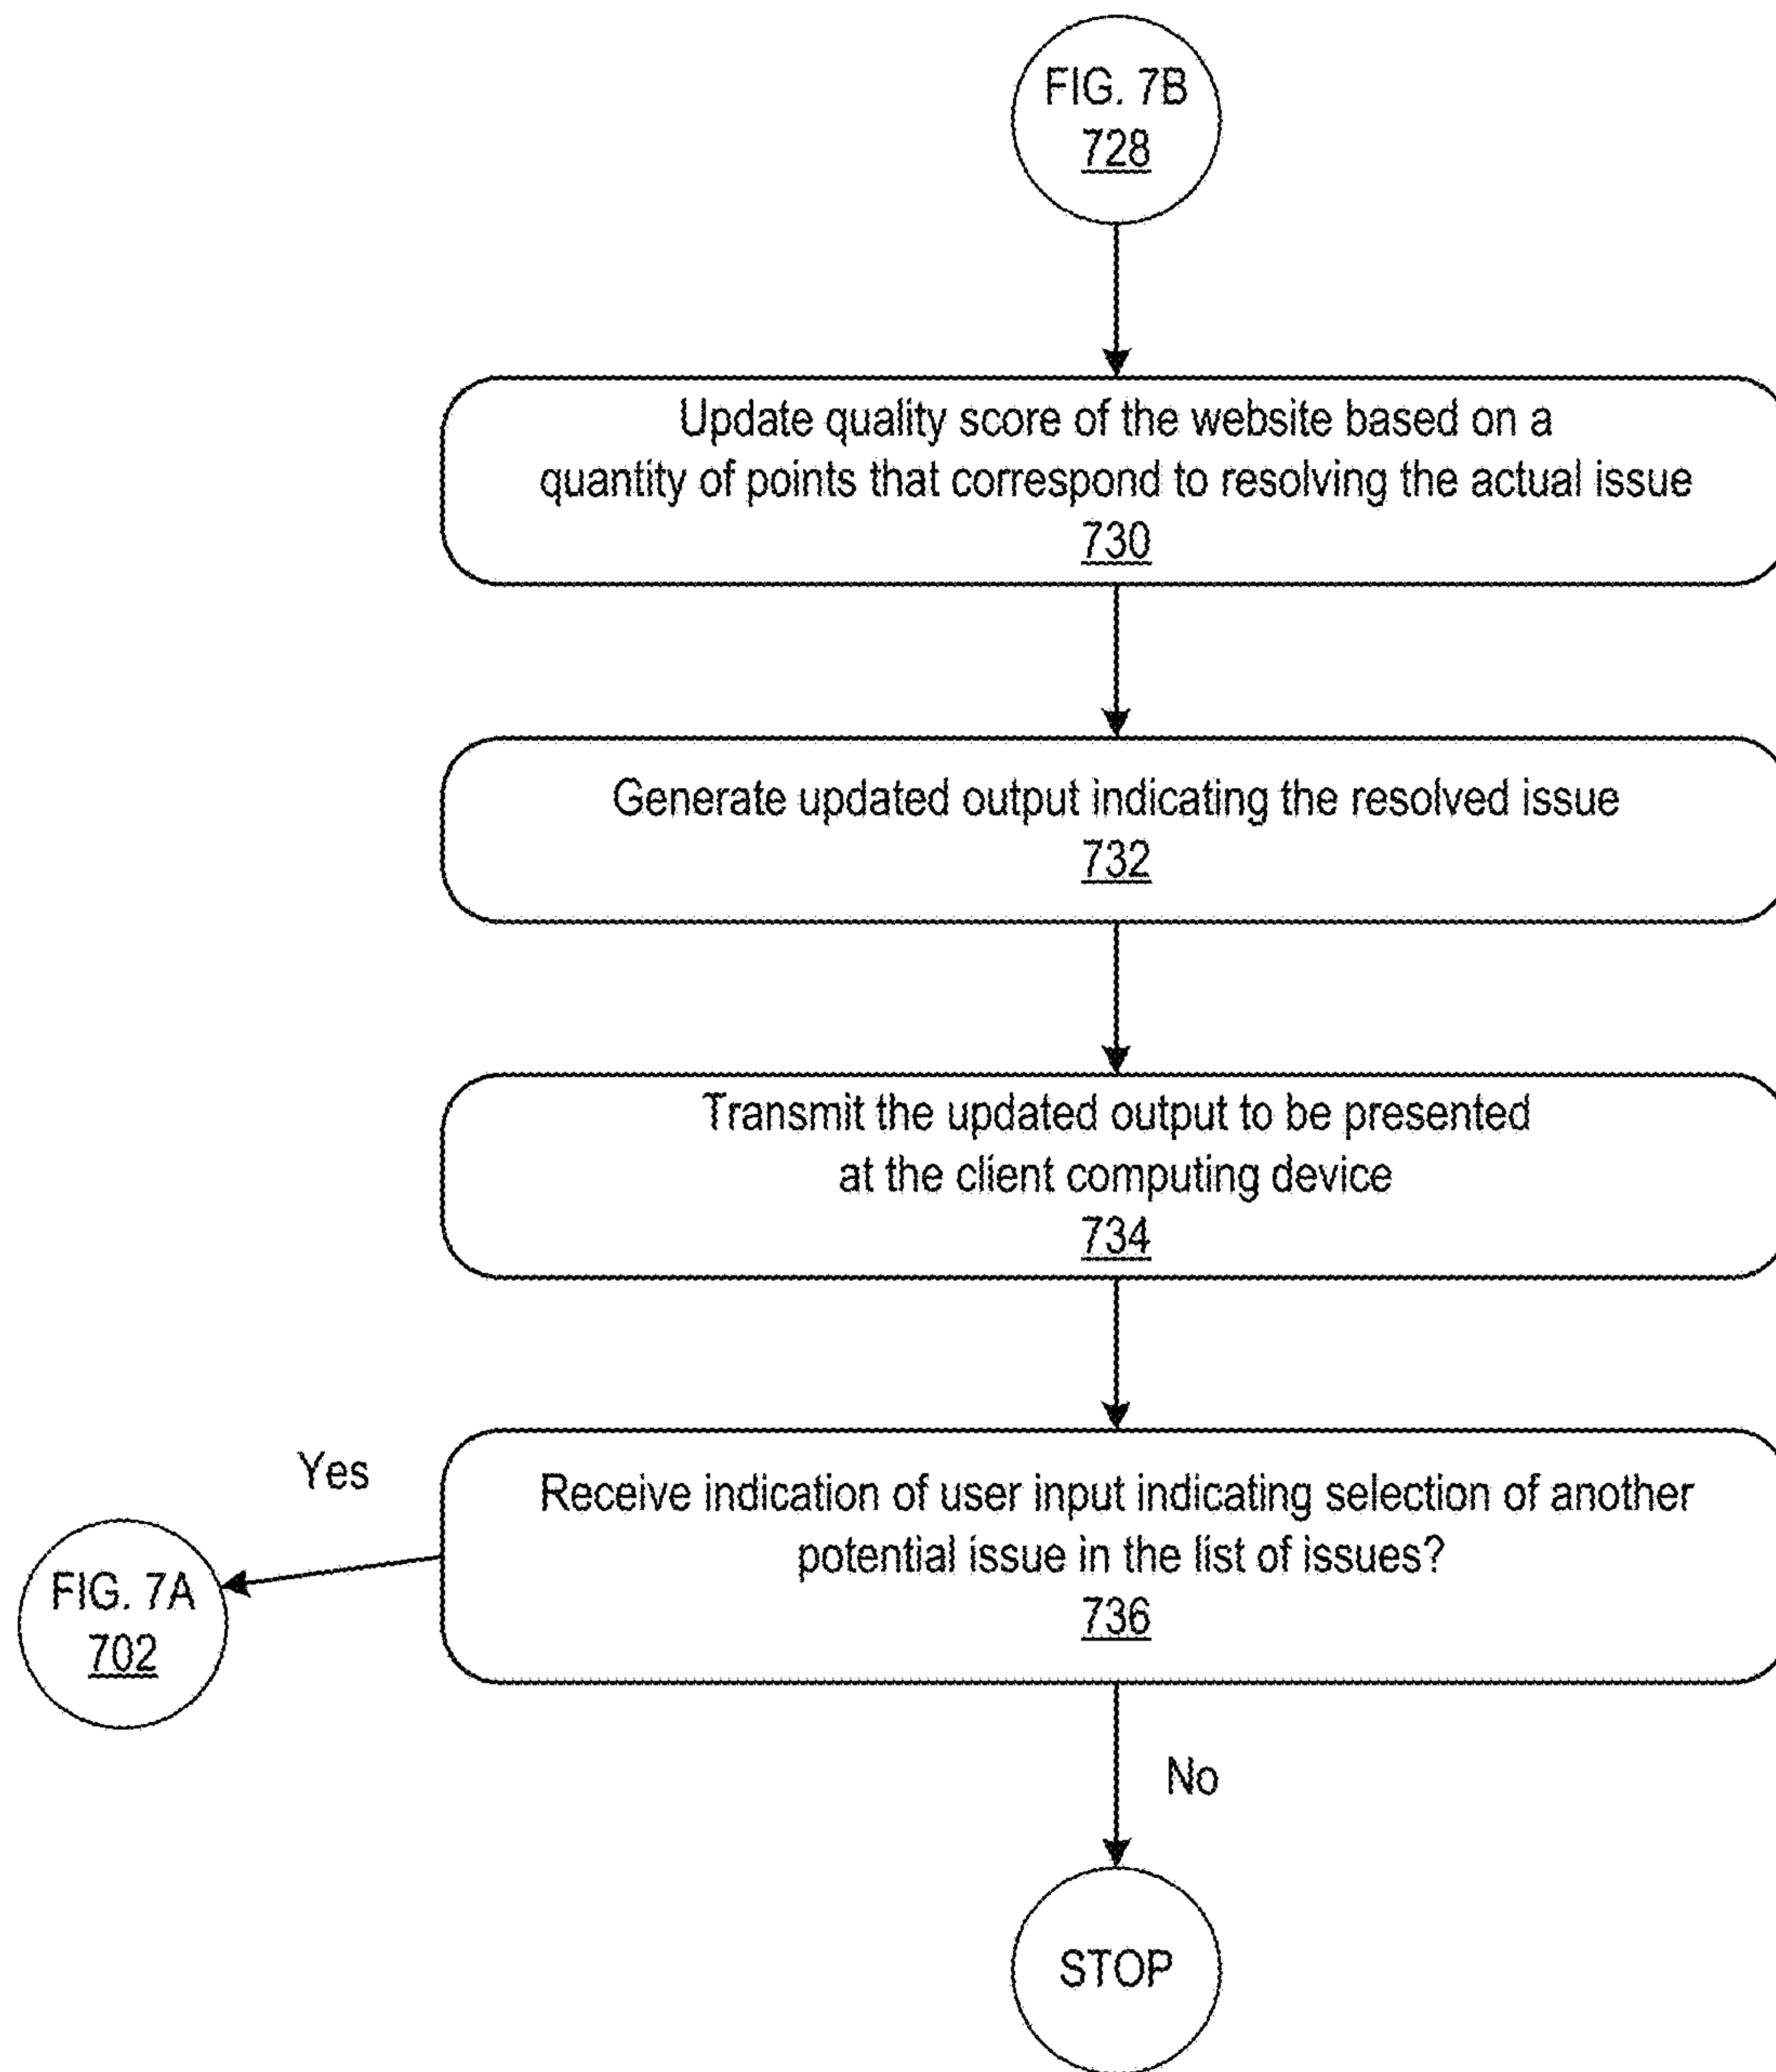 FIG. 7B
728
Update quality score of the website based on a
quantity of points that correspond to resolving the actual issue
730
Generate updated output indicating the resolved issue
732
Transmit the updated output to be presented
at the client computing device
734
Yes
Receive indication of user input indicating selection of another
potential issue in the list of issues?
736
FIG. 7A
702
No
STOP